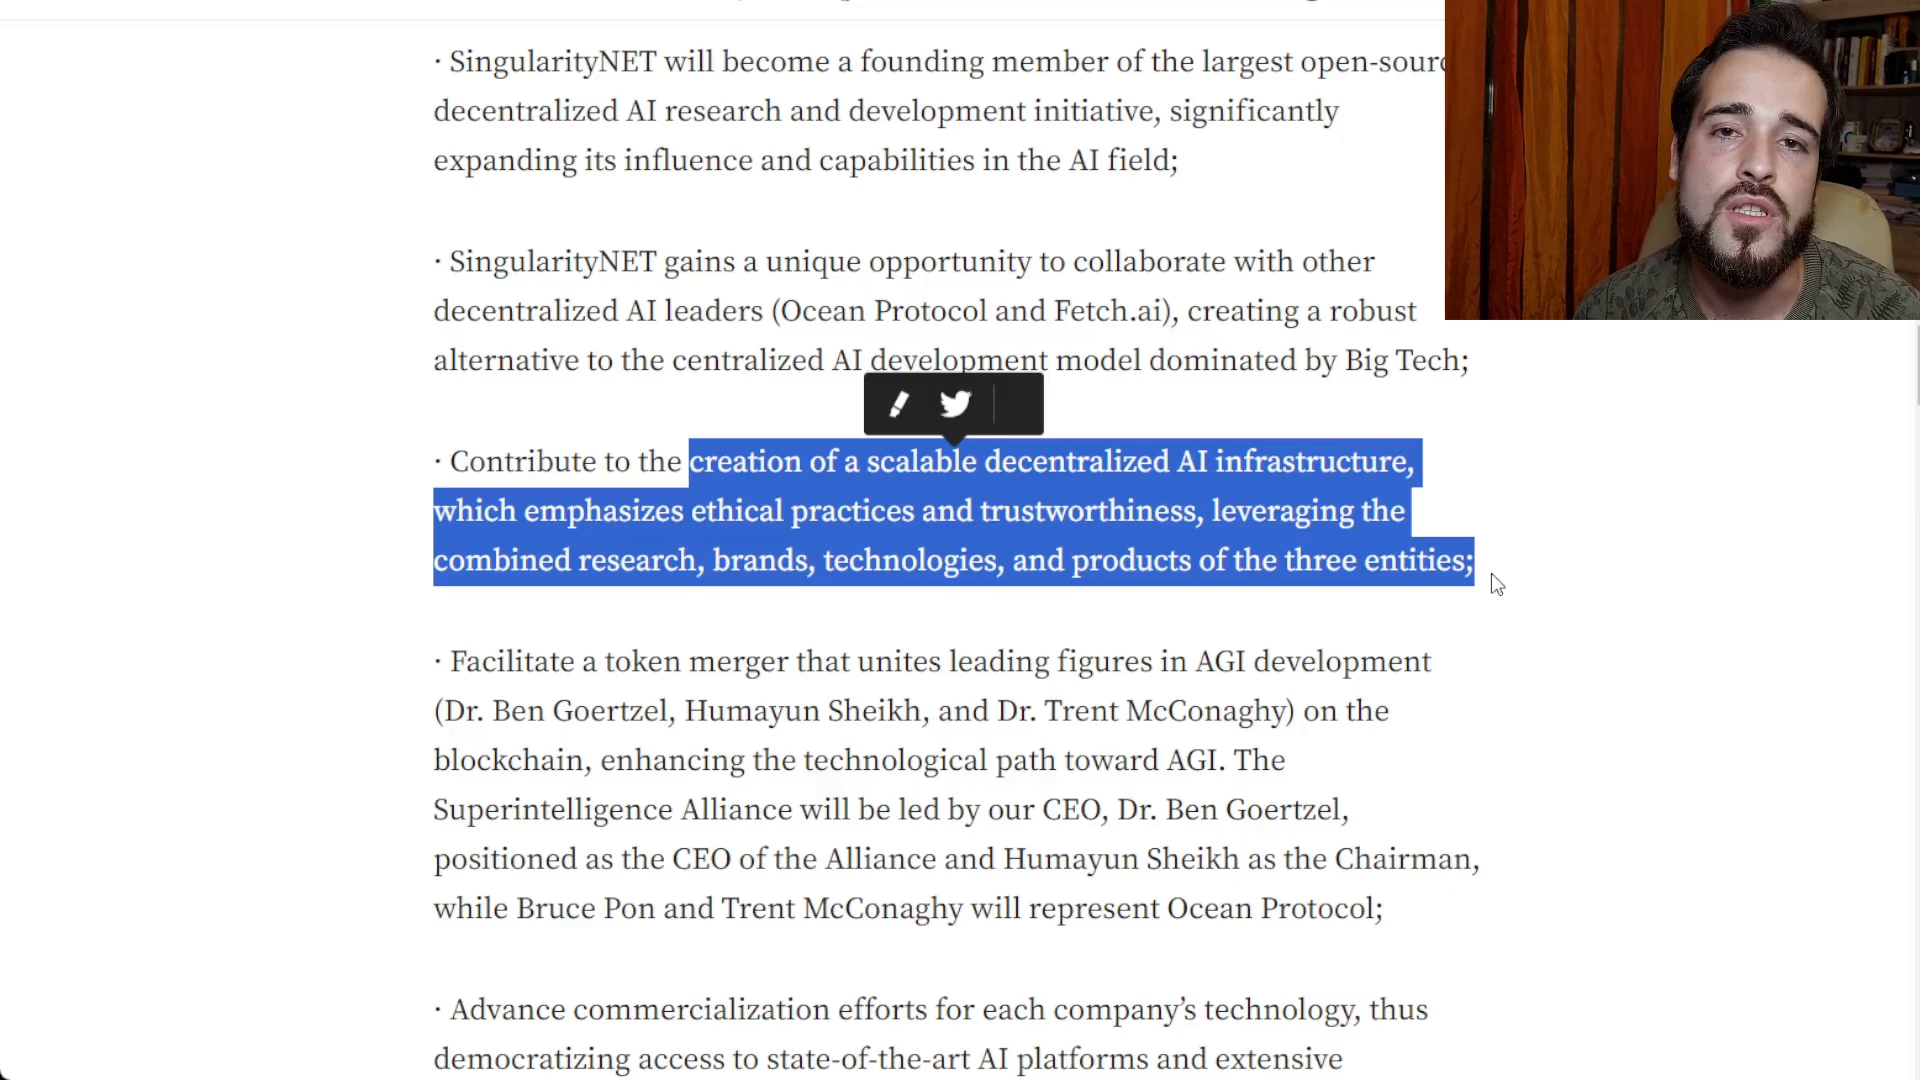 · SingularityNET will become a founding member of the largest
decentralized AI research and development initiative, significantly
expanding its influence and capabilities in the AI field;
· SingularityNET gains a unique opportunity to collaborate with other
decentralized AI leaders (Ocean Protocol and Fetch.ai), creating a robust
alternative to the centralized AI development model dominated by Big Tech;
· Contribute to the creation of a scalable decentralized AI infrastructure,
which emphasizes ethical practices and trustworthiness, leveraging the
combined research, brands, technologies, and products of the three entities;
· Facilitate a token merger that unites leading figures in AGI development
(Dr. Ben Goertzel, Humayun Sheikh, and Dr. Trent McConaghy) on the
blockchain, enhancing the technological path toward AGI. The
Superintelligence Alliance will be led by our CEO, Dr. Ben Goertzel,
positioned as the CEO of the Alliance and Humayun Sheikh as the Chairman,
while Bruce Pon and Trent McConaghy will represent Ocean Protocol;
· Advance commercialization efforts for each company’s technology, thus
democratizing access to state-of-the-art AI platforms and extensive